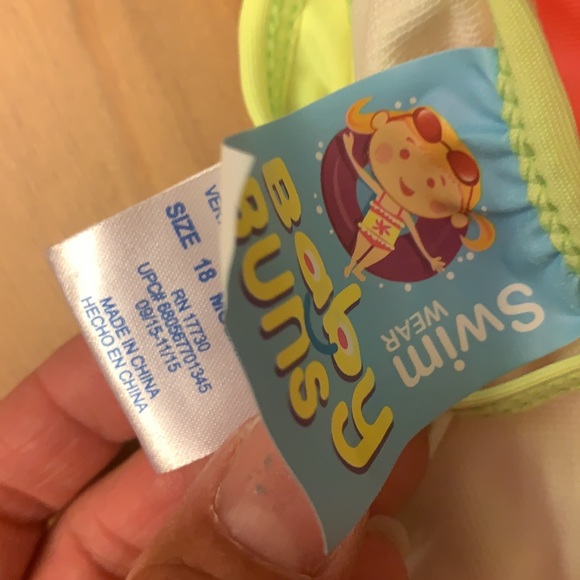 Baby
BUNS
Swim
WEAR
SIZE 18
RN 17730
UPC# 680567701345
09/15-11/15
MADE IN CHINA
HECHO EN CHINA